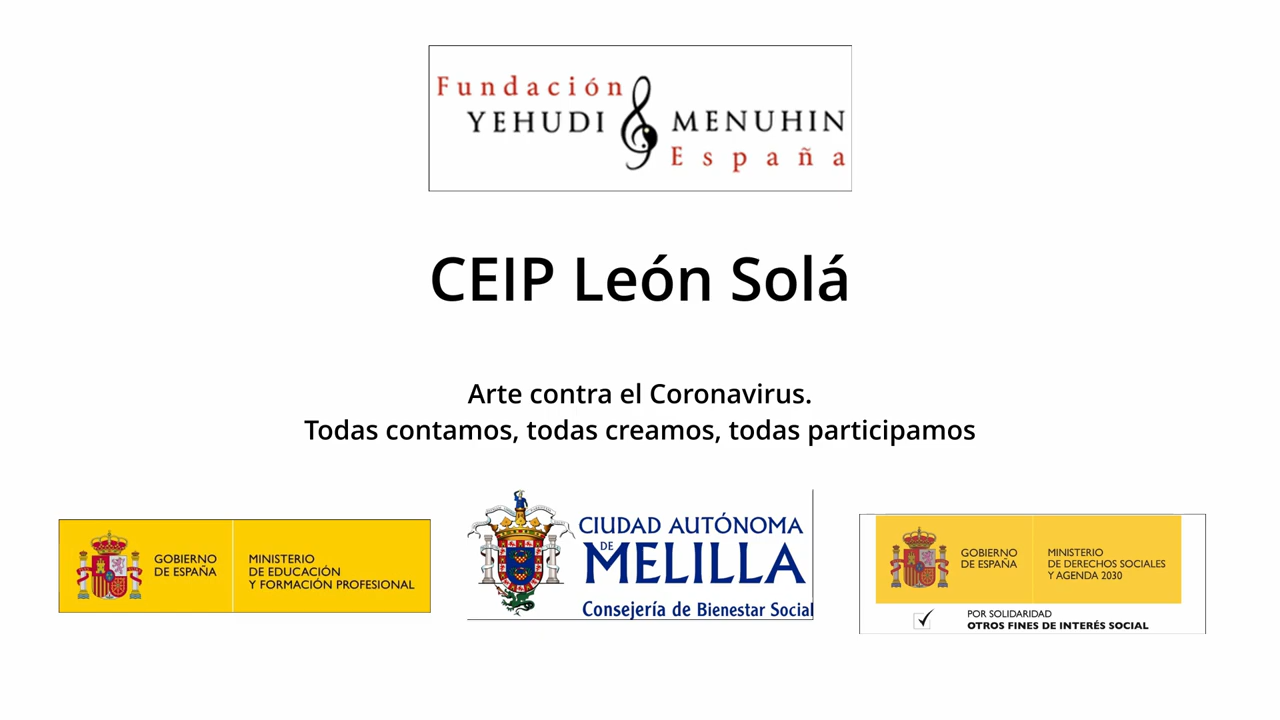 Fundación
YEHUDI MENUHIN
España
CEIP León Solá
Arte contra el Coronavirus.
Todas contamos, todas creamos, todas participamos
GOBIERNO
DE ESPAÑA
MINISTERIO
DE EDUCACIÓN
Y FORMACIÓN PROFESIONAL
CIUDAD AUTÓNOMA
DE MELILLA
Consejería de Bienestar Social
GOBIERNO
DE ESPAÑA
MINISTERIO
DE DERECHOS SOCIALES
Y AGENDA 2030
POR SOLIDARIDAD
OTROS FINES DE INTERÉS SOCIAL